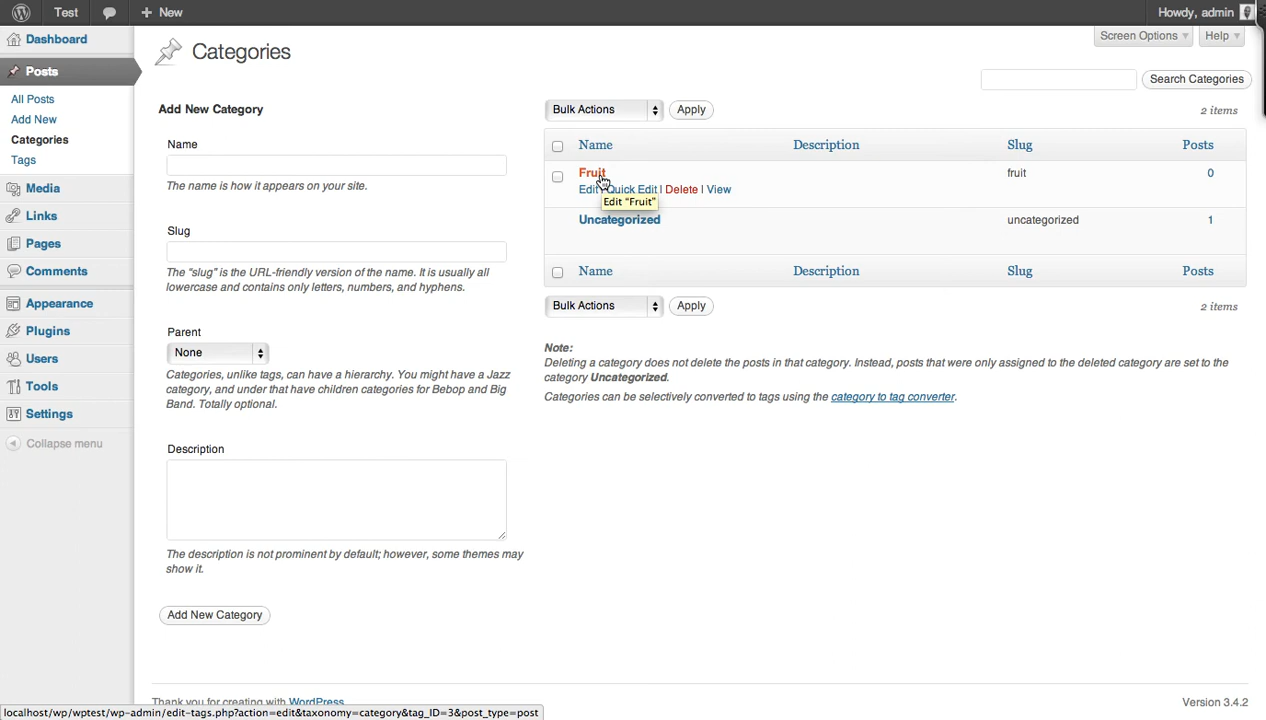 Test
New
Howdy, admin
Dashboard
Posts
All Posts
Add New
Categories
Tags
Media
Links
Pages
Comments
Appearance
Plugins
Users
Tools
Settings
Collapse menu
Screen Options
Help
Categories
Search Categories
Add New Category
Name
The name is how it appears on your site.
Slug
The “slug” is the URL-friendly version of the name. It is usually all
lowercase and contains only letters, numbers, and hyphens.
Parent
None
Categories, unlike tags, can have a hierarchy. You might have a Jazz
category, and under that have children categories for Bebop and Big
Band. Totally optional.
Description
The description is not prominent by default; however, some themes may
show it.
Add New Category
Bulk Actions
Apply
2 items
Name Description Slug Posts
Fruit fruit 0
Edit | Quick Edit | Delete | View
Edit “Fruit”
Uncategorized uncategorized 1
Name Description Slug Posts
Bulk Actions
Apply
2 items
Note:
Deleting a category does not delete the posts in that category. Instead, posts that were only assigned to the deleted category are set to the
category Uncategorized.
Categories can be selectively converted to tags using the category to tag converter.
Thank you for creating with WordPress
Version 3.4.2
localhost/wp/wptest/wp-admin/edit-tags.php?action=edit&taxonomy=category&tag_ID=3&post_type=post